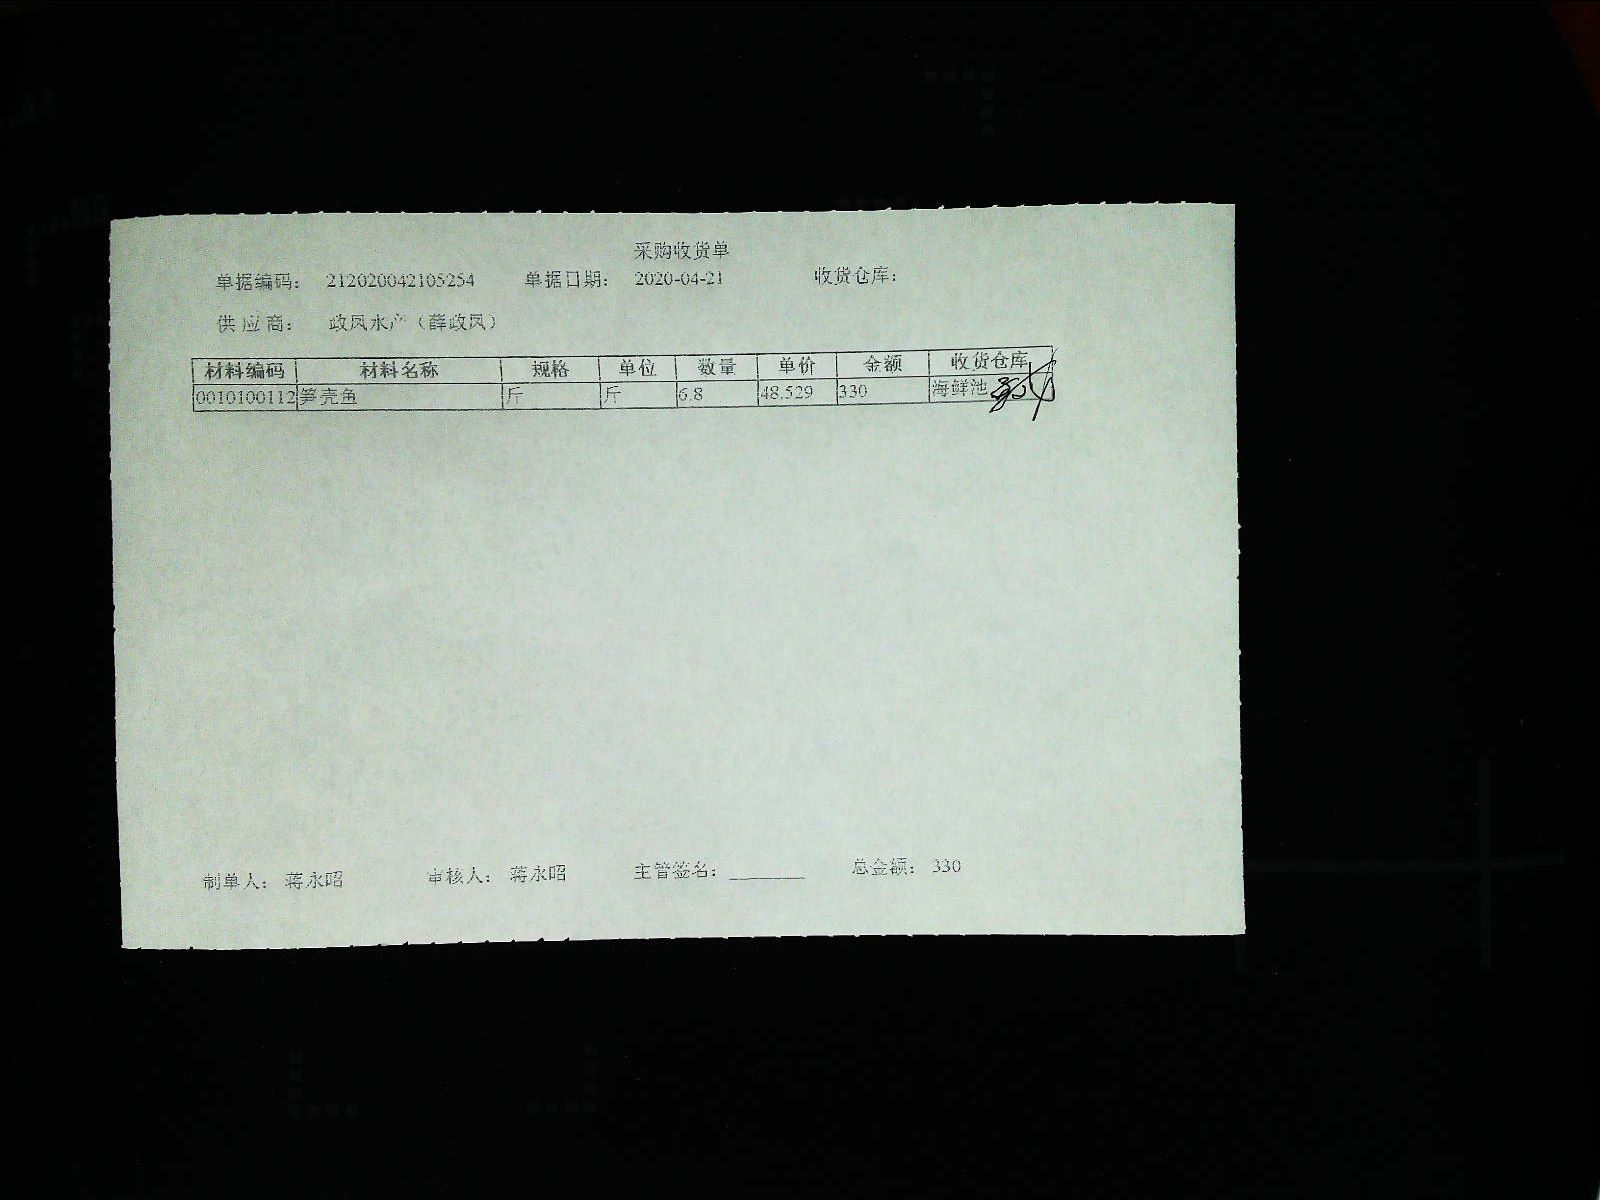 采购收货单
单据编码： 212020042105254 单据日期： 2020-04-21 收货仓库：
供 应 商： 政凤水产（薛政凤）
材料编码 材料名称 规格 单位 数量 单价 金额 收货仓库
0010100112 笋壳鱼 斤 斤 6.8 48.529 330 海鲜池
制单人： 蒋永昭 审核人： 蒋永昭 主管签名： 总金额： 330